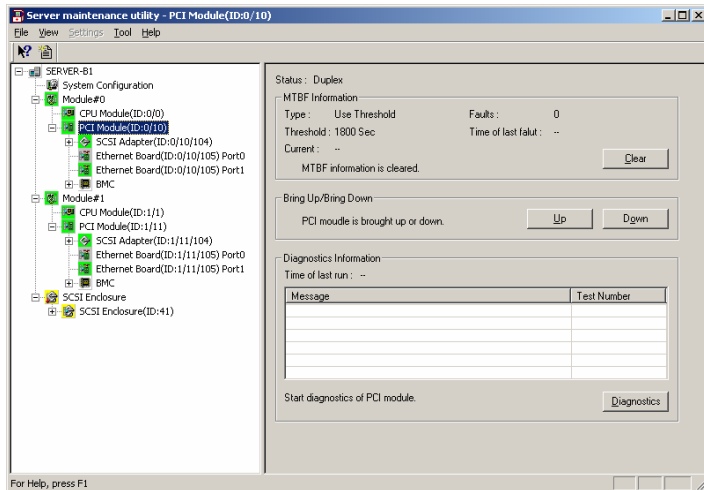 Server maintenance utility - PCI Module(ID:0/10)
File View Settings Tool Help
SERVER-B1
System Configuration
Module#0
CPU Module(ID:0/0)
PCI Module(ID:0/10)
SCSI Adapter(ID:0/10/104)
Ethernet Board(ID:0/10/105) Port0
Ethernet Board(ID:0/10/105) Port1
BMC
Module#1
CPU Module(ID:1/1)
PCI Module(ID:1/11)
SCSI Adapter(ID:1/11/104)
Ethernet Board(ID:1/11/105) Port0
Ethernet Board(ID:1/11/105) Port1
BMC
SCSI Enclosure
SCSI Enclosure(ID:41)
Status : Duplex
MTBF Information
Type : Use Threshold Faults : 0
Threshold : 1800 Sec Time of last falut : --
Current : --
MTBF information is cleared.
Clear
Bring Up/Bring Down
PCI moudle is brought up or down.
Up Down
Diagnostics Information
Time of last run : --
Message Test Number
Start diagnostics of PCI module.
Diagnostics
For Help, press F1